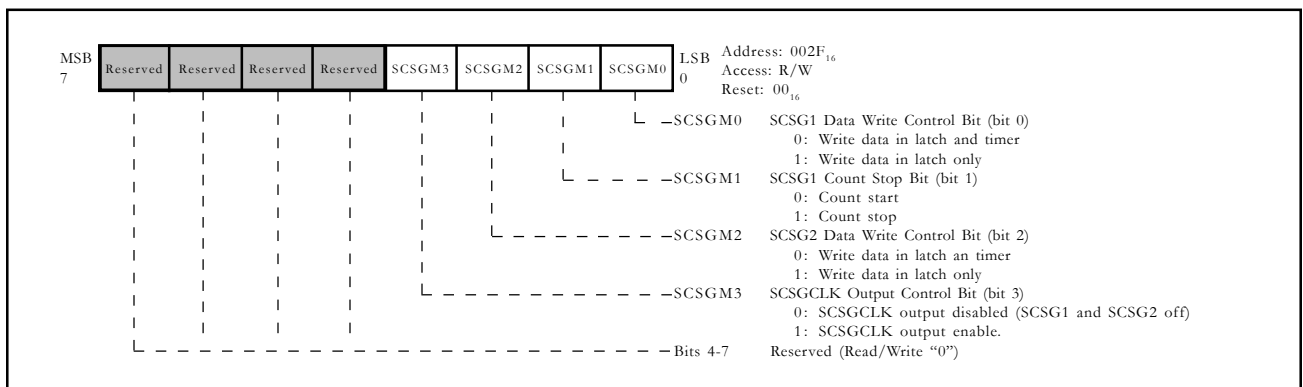 MSB
7
Reserved Reserved Reserved Reserved SCSGM3 SCSGM2 SCSGM1 SCSGM0
LSB
0
Address: 002F16
Access: R/W
Reset: 0016
SCSGM0 SCSG1 Data Write Control Bit (bit 0)
0: Write data in latch and timer
1: Write data in latch only
SCSGM1 SCSG1 Count Stop Bit (bit 1)
0: Count start
1: Count stop
SCSGM2 SCSG2 Data Write Control Bit (bit 2)
0: Write data in latch an timer
1: Write data in latch only
SCSGM3 SCSGCLK Output Control Bit (bit 3)
0: SCSGCLK output disabled (SCSG1 and SCSG2 off)
1: SCSGCLK output enable.
Bits 4-7 Reserved (Read/Write “0”)